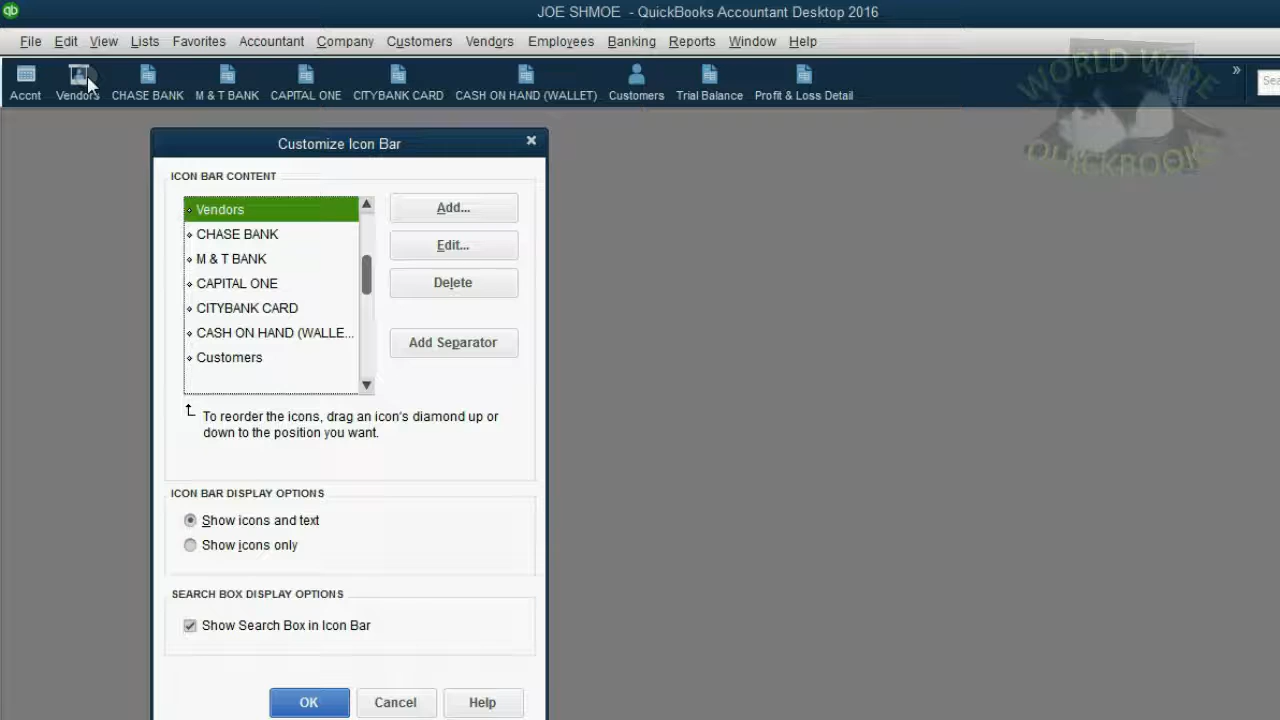 qb
JOE SHMOE - QuickBooks Accountant Desktop 2016
File Edit View Lists Favorites Accountant Company Customers Vendors Employees Banking Reports Window Help
Accnt Vendors CHASE BANK M & T BANK CAPITAL ONE CITYBANK CARD CASH ON HAND (WALLET) Customers Trial Balance Profit & Loss Detail » Sea
WORLD WIDE
QUICKBOOKS
Customize Icon Bar
ICON BAR CONTENT
Vendors
CHASE BANK
M & T BANK
CAPITAL ONE
CITYBANK CARD
CASH ON HAND (WALLE...
Customers
Add...
Edit...
Delete
Add Separator
To reorder the icons, drag an icon's diamond up or
down to the position you want.
ICON BAR DISPLAY OPTIONS
Show icons and text
Show icons only
SEARCH BOX DISPLAY OPTIONS
Show Search Box in Icon Bar
OK Cancel Help